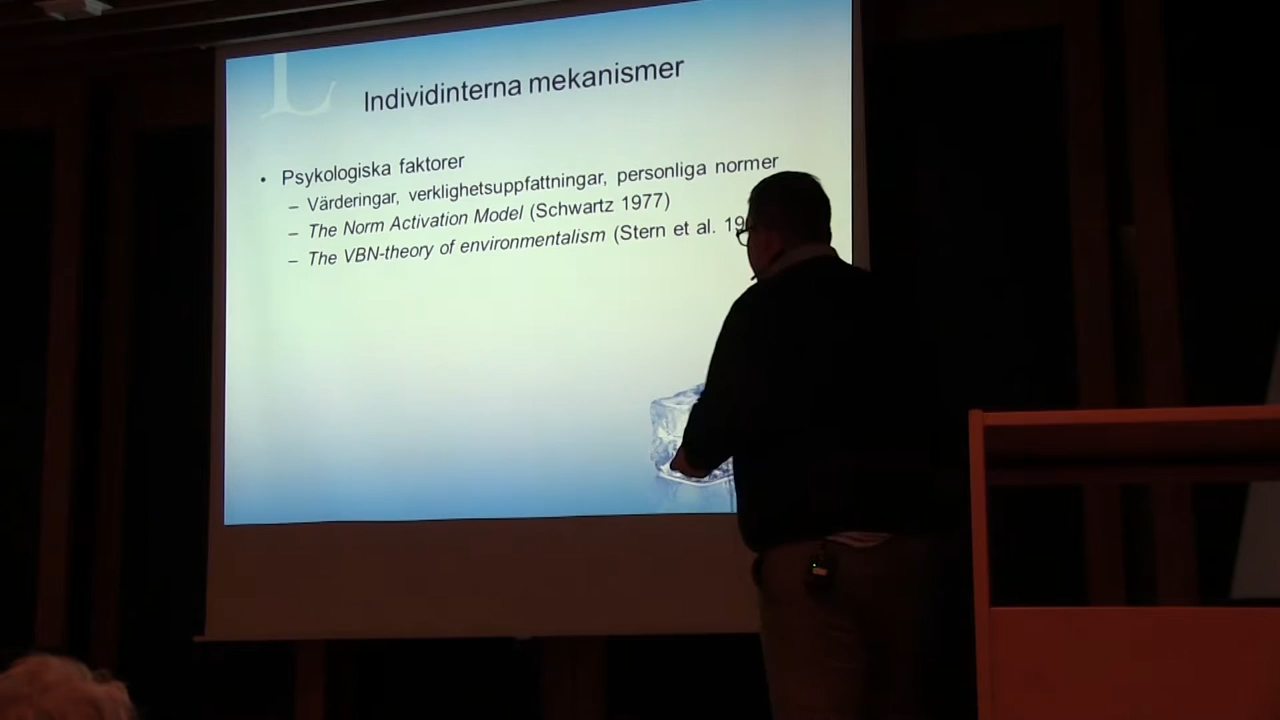 L
Individinterna mekanismer
• Psykologiska faktorer
– Värderingar, verklighetsuppfattningar, personliga normer
– The Norm Activation Model (Schwartz 1977)
– The VBN-theory of environmentalism (Stern et al. 19